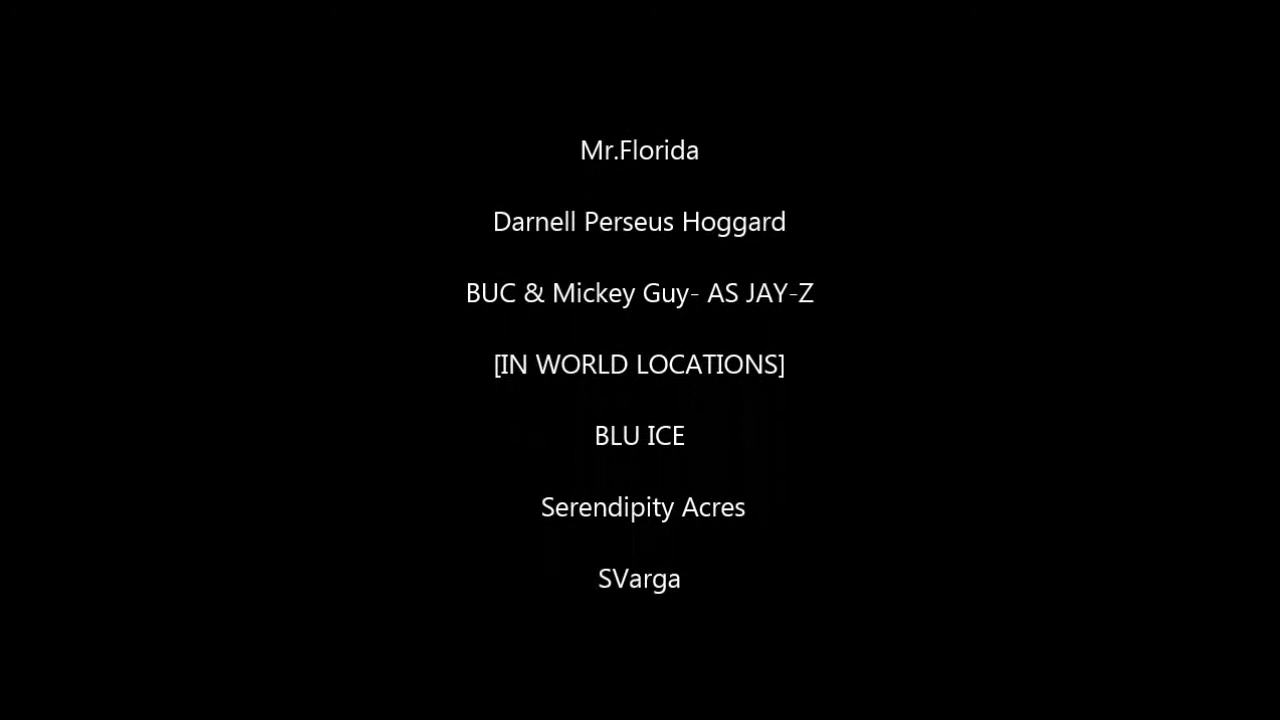 Mr.Florida
Darnell Perseus Hoggard
BUC & Mickey Guy- AS JAY-Z
[IN WORLD LOCATIONS]
BLU ICE
Serendipity Acres
SVarga